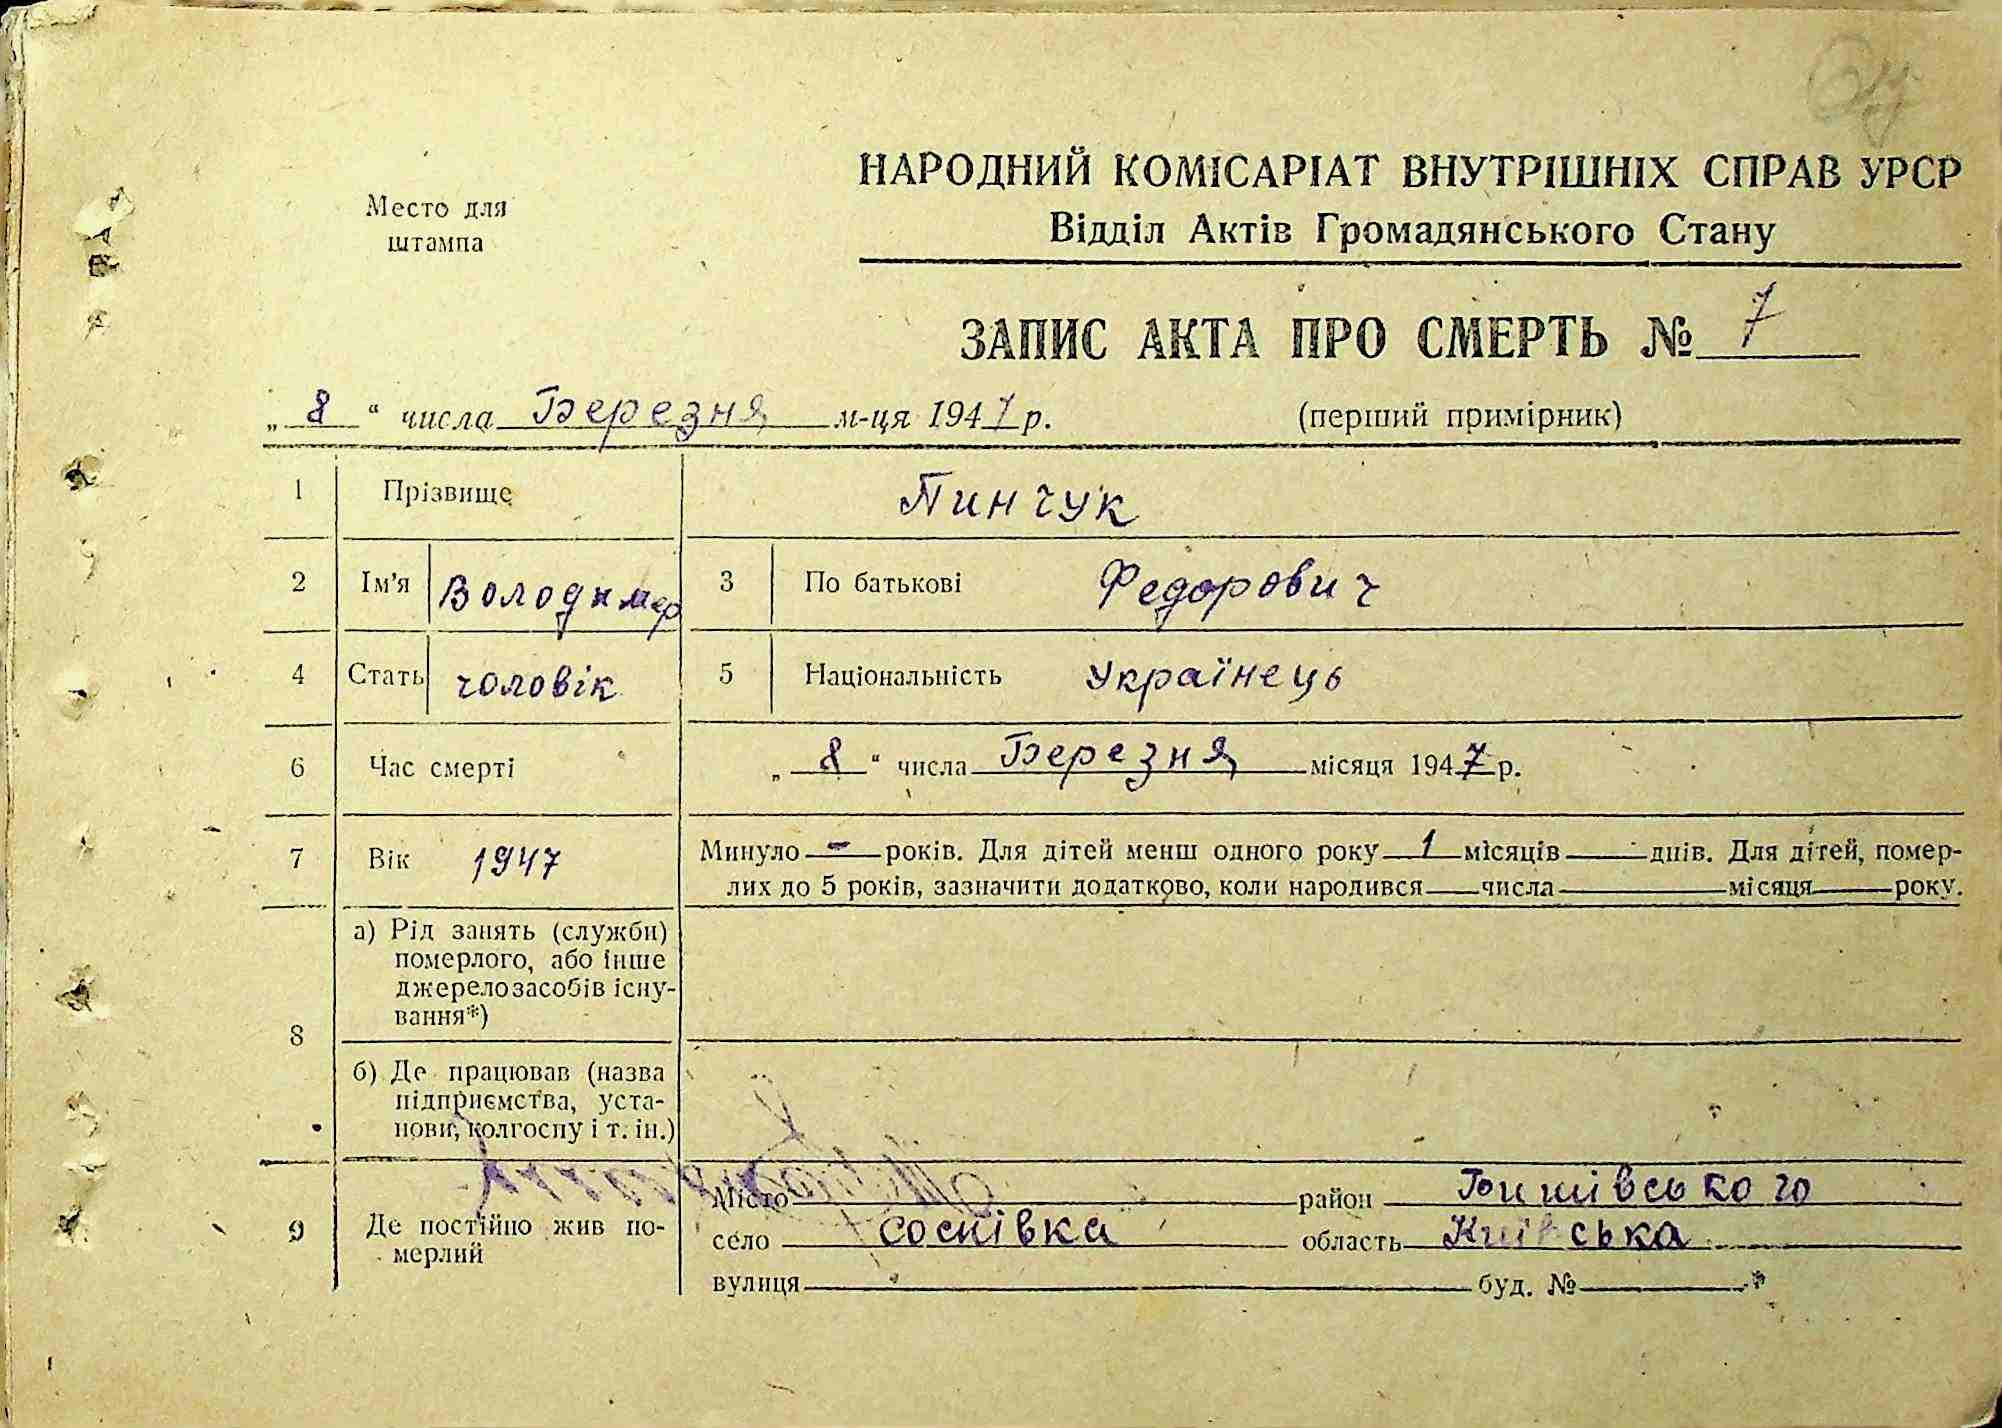 Место для
штампа
НАРОДНИЙ КОМІСАРІАТ ВНУТРІШНІХ СПРАВ УРСР
Відділ Актів Громадянського Стану
ЗАПИС АКТА ПРО СМЕРТЬ № 7
„ 8 “ числа Березня м-ця 1947 р. (перший примірник)
1 Прізвище Пинчук
2 Ім'я Володимер 3 По батькові Федорович
4 Стать чоловік 5 Національність Українець
6 Час смерті „ 8 “ числа Березня місяця 1947 р.
7 Вік 1947 Минуло - років. Для дітей менш одного року 1 місяців днів. Для дітей, помер-
лих до 5 років, зазначити додатково, коли народився числа місяця року.
8 а) Рід занять (служби)
померлого, або інше
джерело засобів існу-
вання*)
б) Де працював (назва
підприємства, уста-
нови, колгоспу і т. ін.)
9 Де постійно жив по-
мерлий
Місто район
село соснівка область Київська
вулиця буд. №